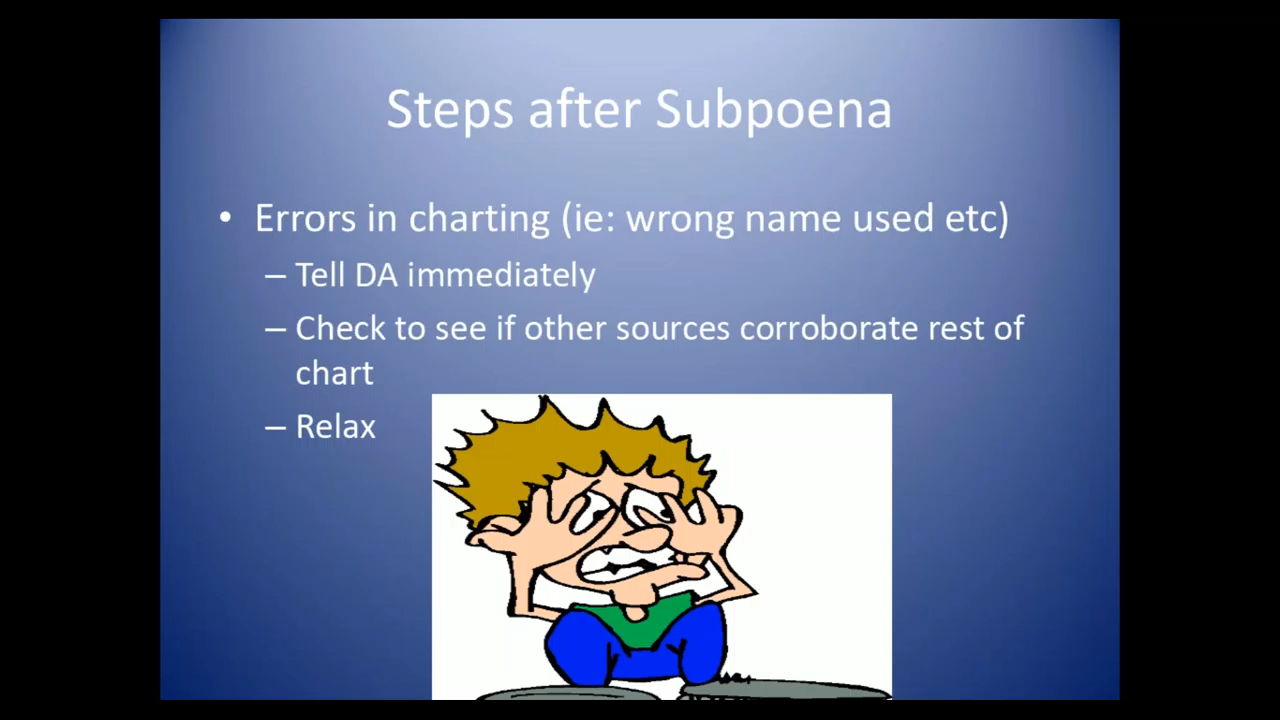 Steps after Subpoena
• Errors in charting (ie: wrong name used etc)
– Tell DA immediately
– Check to see if other sources corroborate rest of
chart
– Relax